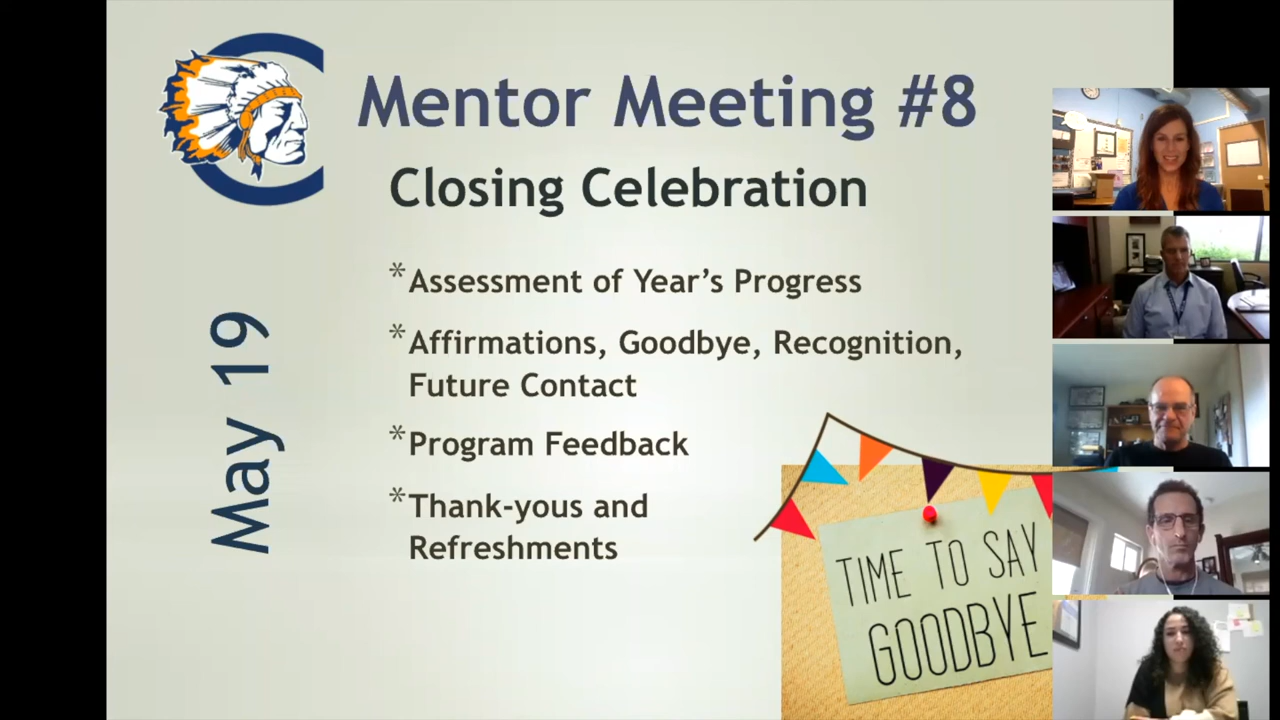 Mentor Meeting #8
Closing Celebration
*Assessment of Year's Progress
*Affirmations, Goodbye, Recognition,
Future Contact
*Program Feedback
*Thank-yous and
Refreshments
May 19
TIME TO SAY
GOODBYE